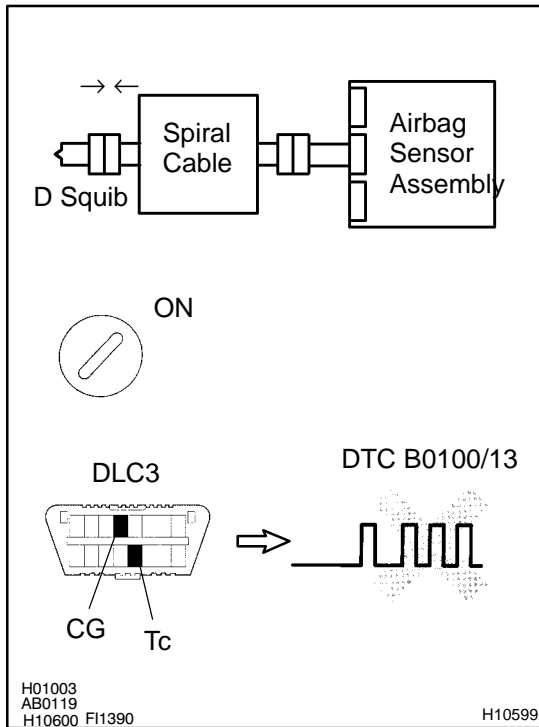 Spiral
Cable
Airbag
Sensor
Assembly
D Squib
ON
DLC3
DTC B0100/13
CG
Tc
H01003
AB0119
H10600 FI1390
H10599